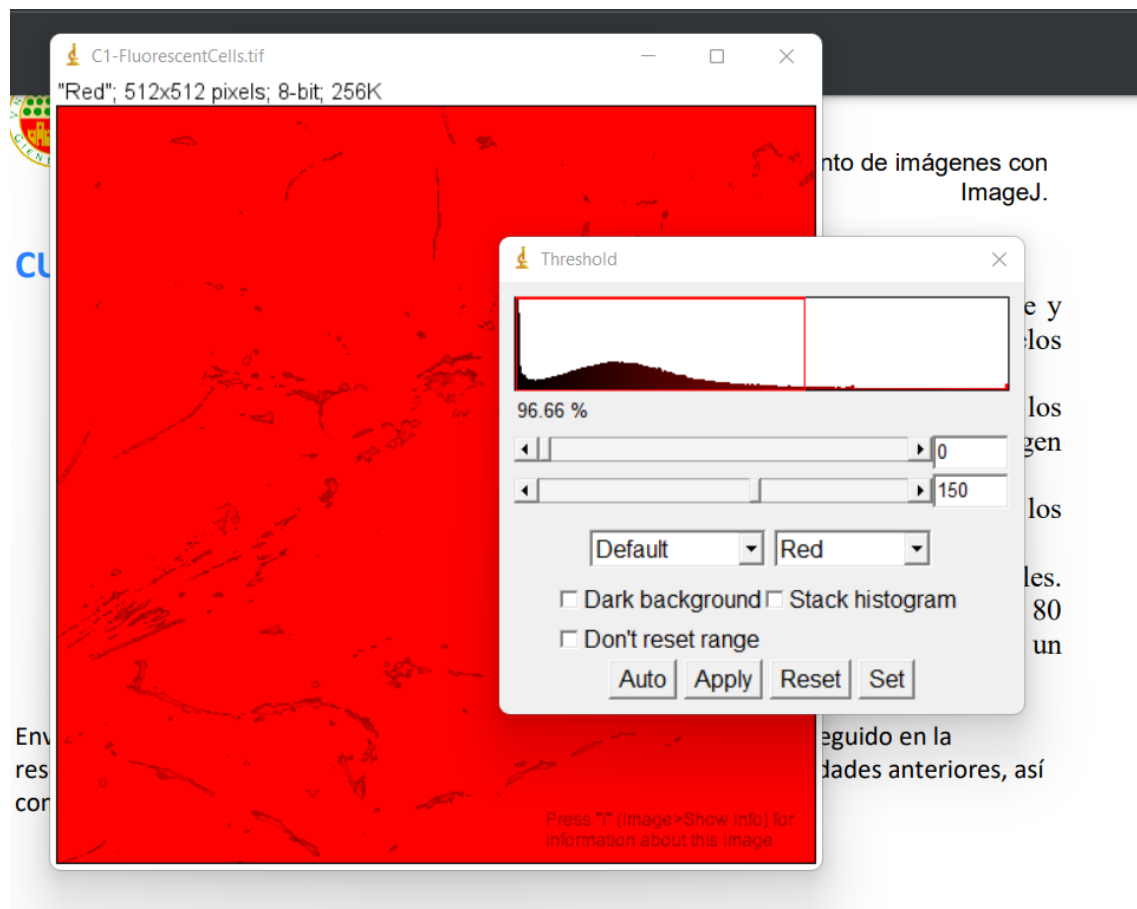 C1-FluorescentCells.tif
"Red"; 512x512 pixels; 8-bit; 256K
nto de imágenes con
ImageJ.
CU
Threshold
e y
elos
96.66 %
los
0
gen
150
los
Default Red
les.
Dark background Stack histogram
80
Don't reset range
un
Auto Apply Reset Set
Env
eguido en la
res
dades anteriores, así
con
Press "I" (Image>Show Info) for
information about this image